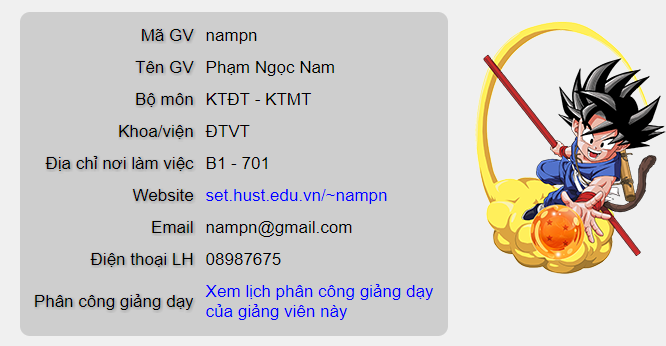 Mã GV nampn
Tên GV Phạm Ngọc Nam
Bộ môn KTĐT - KTMT
Khoa/viện ĐTVT
Địa chỉ nơi làm việc B1 - 701
Website set.hust.edu.vn/~nampn
Email nampn@gmail.com
Điện thoại LH 08987675
Phân công giảng dạy Xem lịch phân công giảng dạy
của giảng viên này